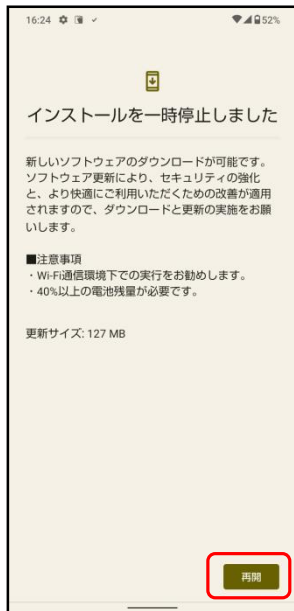 16:24
52%
インストールを一時停止しました
新しいソフトウェアのダウンロードが可能です。
ソフトウェア更新により、セキュリティの強化
と、より快適にご利用いただくための改善が適用
されますので、ダウンロードと更新の実施をお願
いします。
■注意事項
・Wi-Fi通信環境下での実行をお勧めします。
・40%以上の電池残量が必要です。
更新サイズ: 127 MB
再開